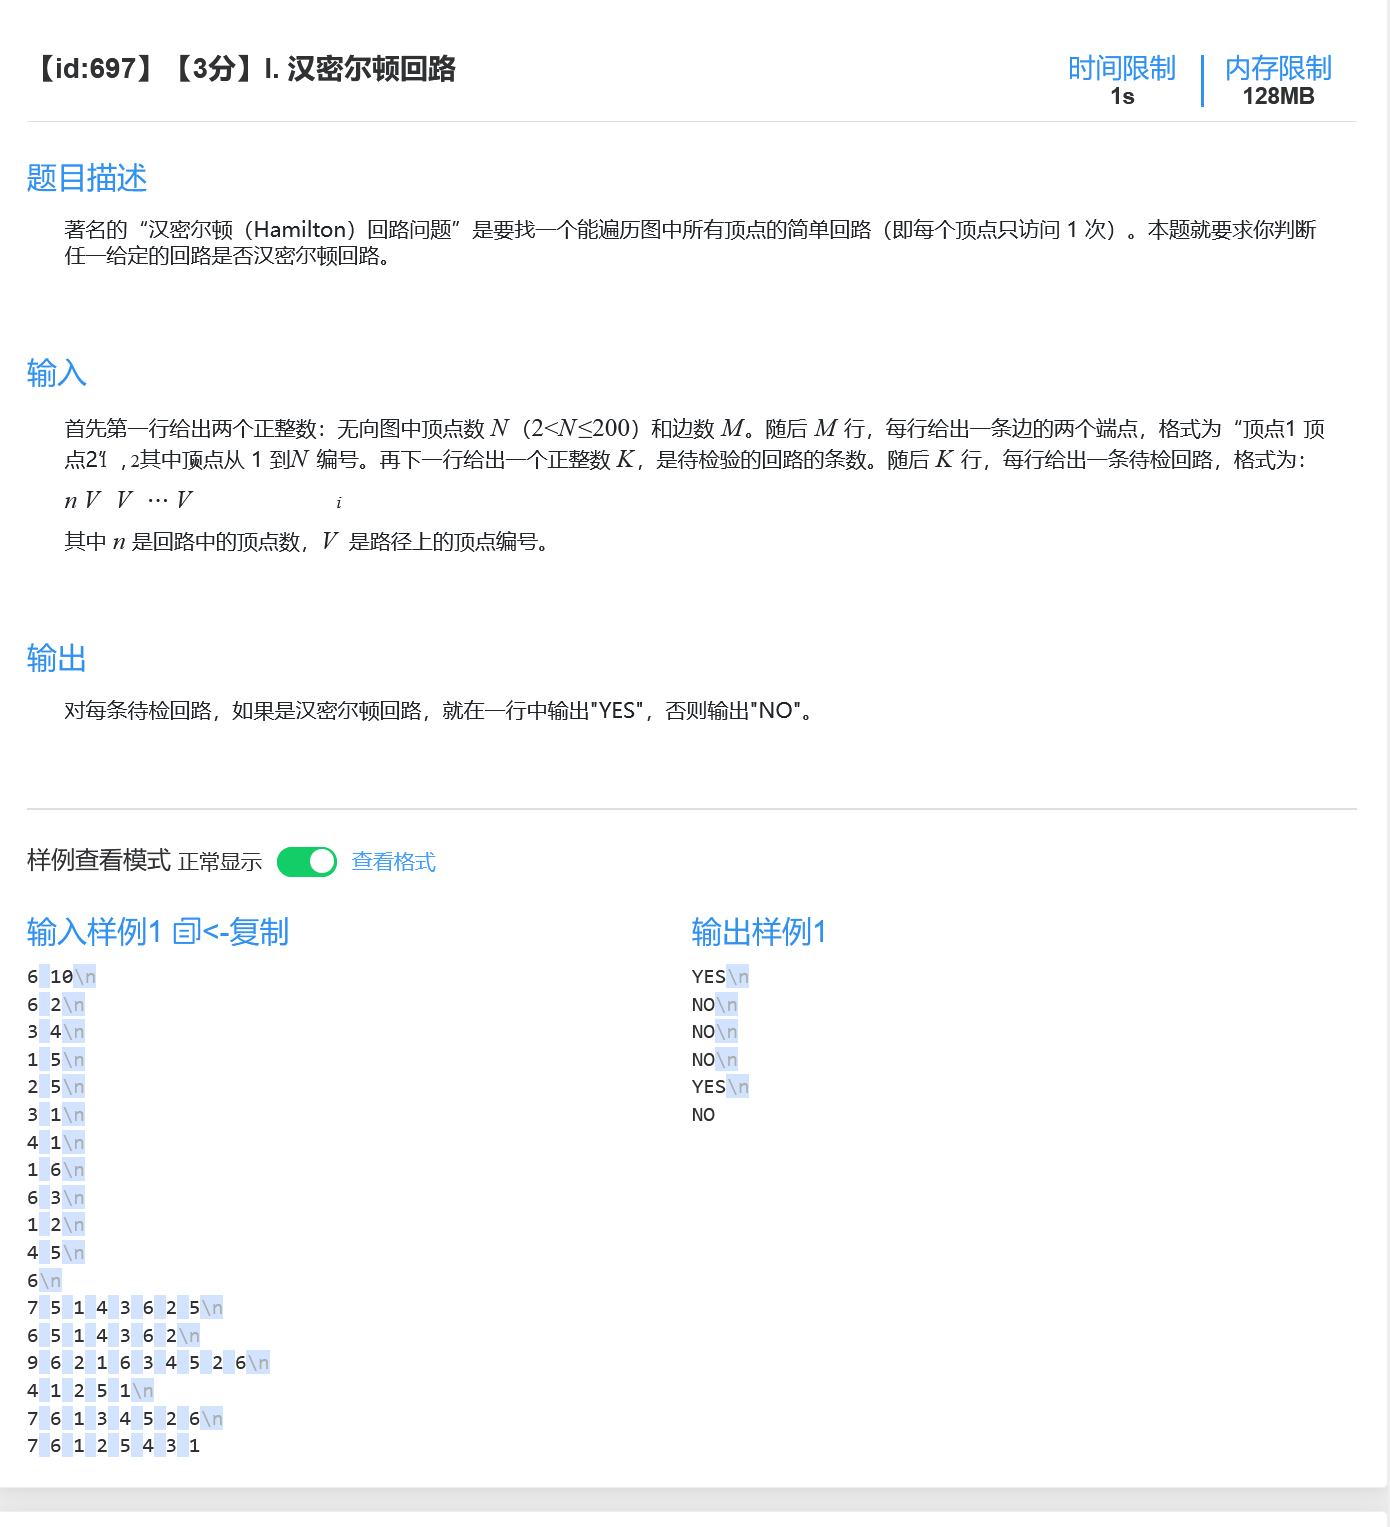 【id:697】【3分】I. 汉密尔顿回路
时间限制
1s
内存限制
128MB
题目描述
著名的“汉密尔顿（Hamilton）回路问题”是要找一个能遍历图中所有顶点的简单回路（即每个顶点只访问 1 次）。本题就要求你判断
任一给定的回路是否汉密尔顿回路。
输入
首先第一行给出两个正整数：无向图中顶点数 N（2<N≤200）和边数 M。随后 M 行，每行给出一条边的两个端点，格式为“顶点1 顶
点2”，其中顶点从 1 到N 编号。再下一行给出一个正整数 K，是待检验的回路的条数。随后 K 行，每行给出一条待检回路，格式为：
n V V ⋯ V i
其中 n 是回路中的顶点数，V 是路径上的顶点编号。
输出
对每条待检回路，如果是汉密尔顿回路，就在一行中输出"YES"，否则输出"NO"。
样例查看模式 正常显示 查看格式
输入样例1 <-复制
6 10\n
6 2\n
3 4\n
1 5\n
2 5\n
3 1\n
4 1\n
1 6\n
6 3\n
1 2\n
4 5\n
6\n
7 5 1 4 3 6 2 5\n
6 5 1 4 3 6 2\n
9 6 2 1 6 3 4 5 2 6\n
4 1 2 5 1\n
7 6 1 3 4 5 2 6\n
7 6 1 2 5 4 3 1
输出样例1
YES\n
NO\n
NO\n
NO\n
YES\n
NO